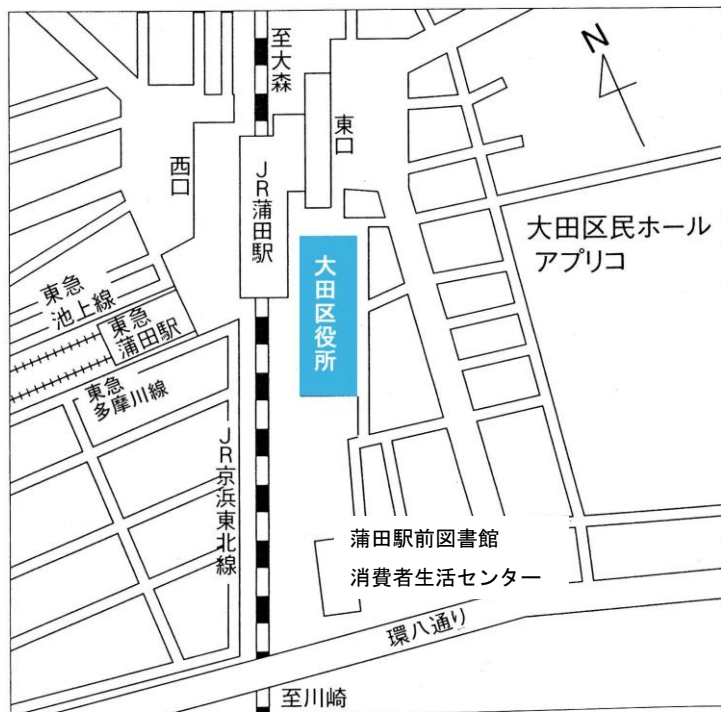 至大森
N
東口
西口
JR蒲田駅
大田区民ホール
アプリコ
大田区役所
東急
池上線
東急
蒲田駅
東急
多摩川線
JR京浜東北線
蒲田駅前図書館
消費者生活センター
環八通り
至川崎